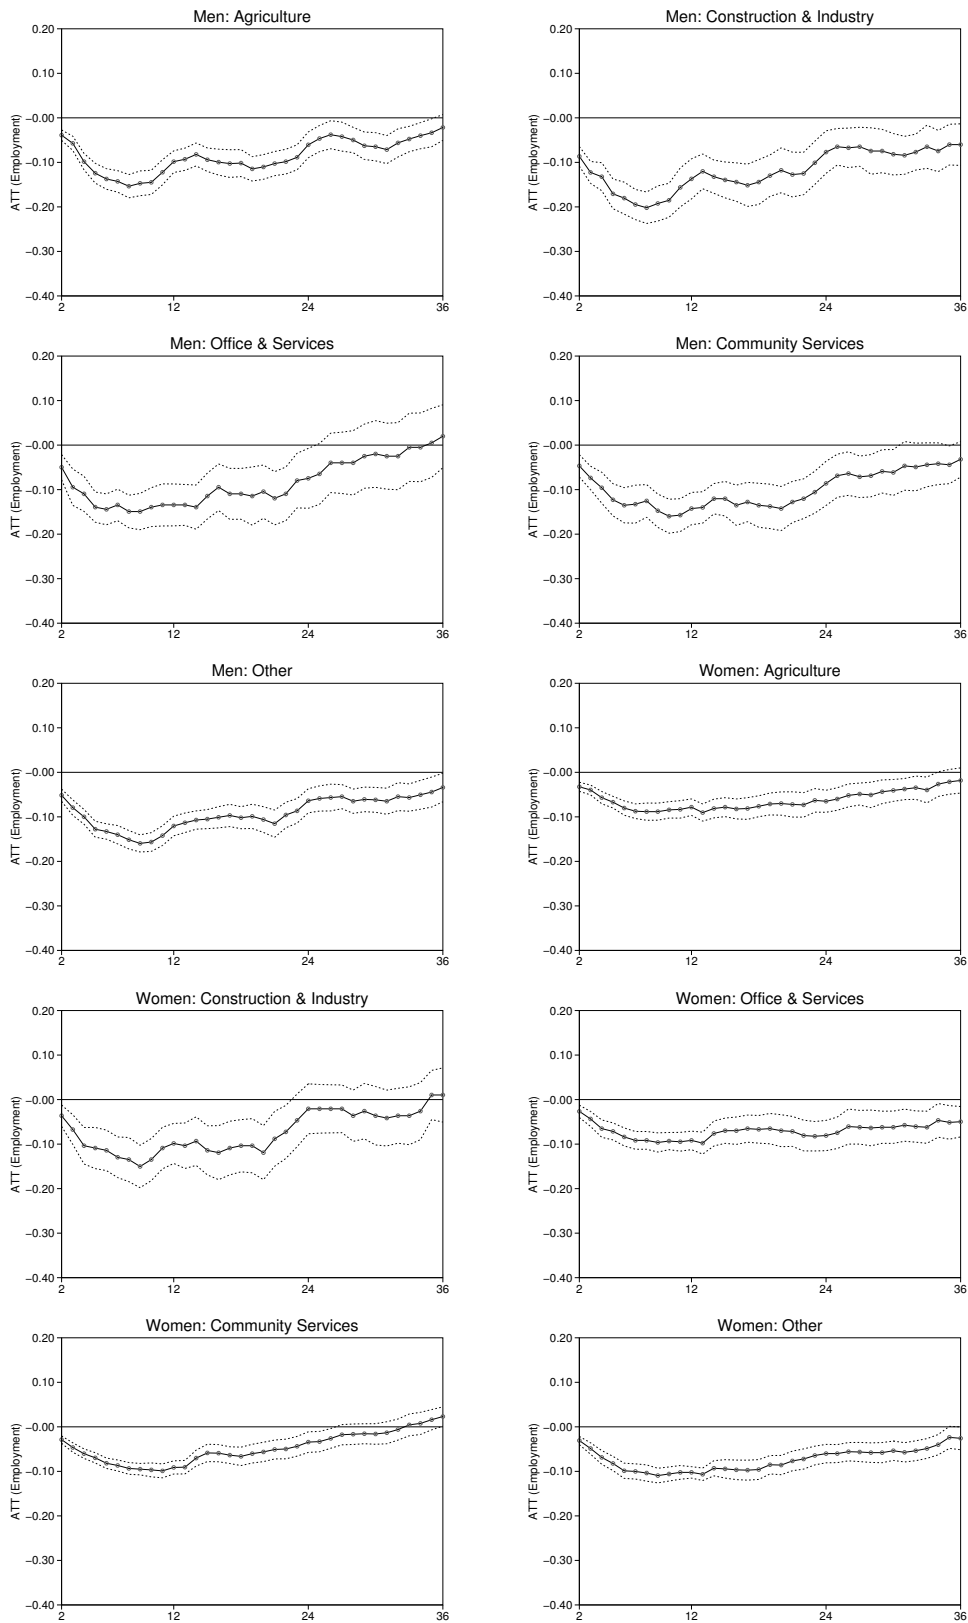 Men: Agriculture
0.20
0.10
−0.00
−0.10
−0.20
−0.30
−0.40
ATT (Employment)
2 12 24 36
Men: Construction & Industry
0.20
0.10
−0.00
−0.10
−0.20
−0.30
−0.40
ATT (Employment)
2 12 24 36
Men: Office & Services
0.20
0.10
−0.00
−0.10
−0.20
−0.30
−0.40
ATT (Employment)
2 12 24 36
Men: Community Services
0.20
0.10
−0.00
−0.10
−0.20
−0.30
−0.40
ATT (Employment)
2 12 24 36
Men: Other
0.20
0.10
−0.00
−0.10
−0.20
−0.30
−0.40
ATT (Employment)
2 12 24 36
Women: Agriculture
0.20
0.10
−0.00
−0.10
−0.20
−0.30
−0.40
ATT (Employment)
2 12 24 36
Women: Construction & Industry
0.20
0.10
−0.00
−0.10
−0.20
−0.30
−0.40
ATT (Employment)
2 12 24 36
Women: Office & Services
0.20
0.10
−0.00
−0.10
−0.20
−0.30
−0.40
ATT (Employment)
2 12 24 36
Women: Community Services
0.20
0.10
−0.00
−0.10
−0.20
−0.30
−0.40
ATT (Employment)
2 12 24 36
Women: Other
0.20
0.10
−0.00
−0.10
−0.20
−0.30
−0.40
ATT (Employment)
2 12 24 36